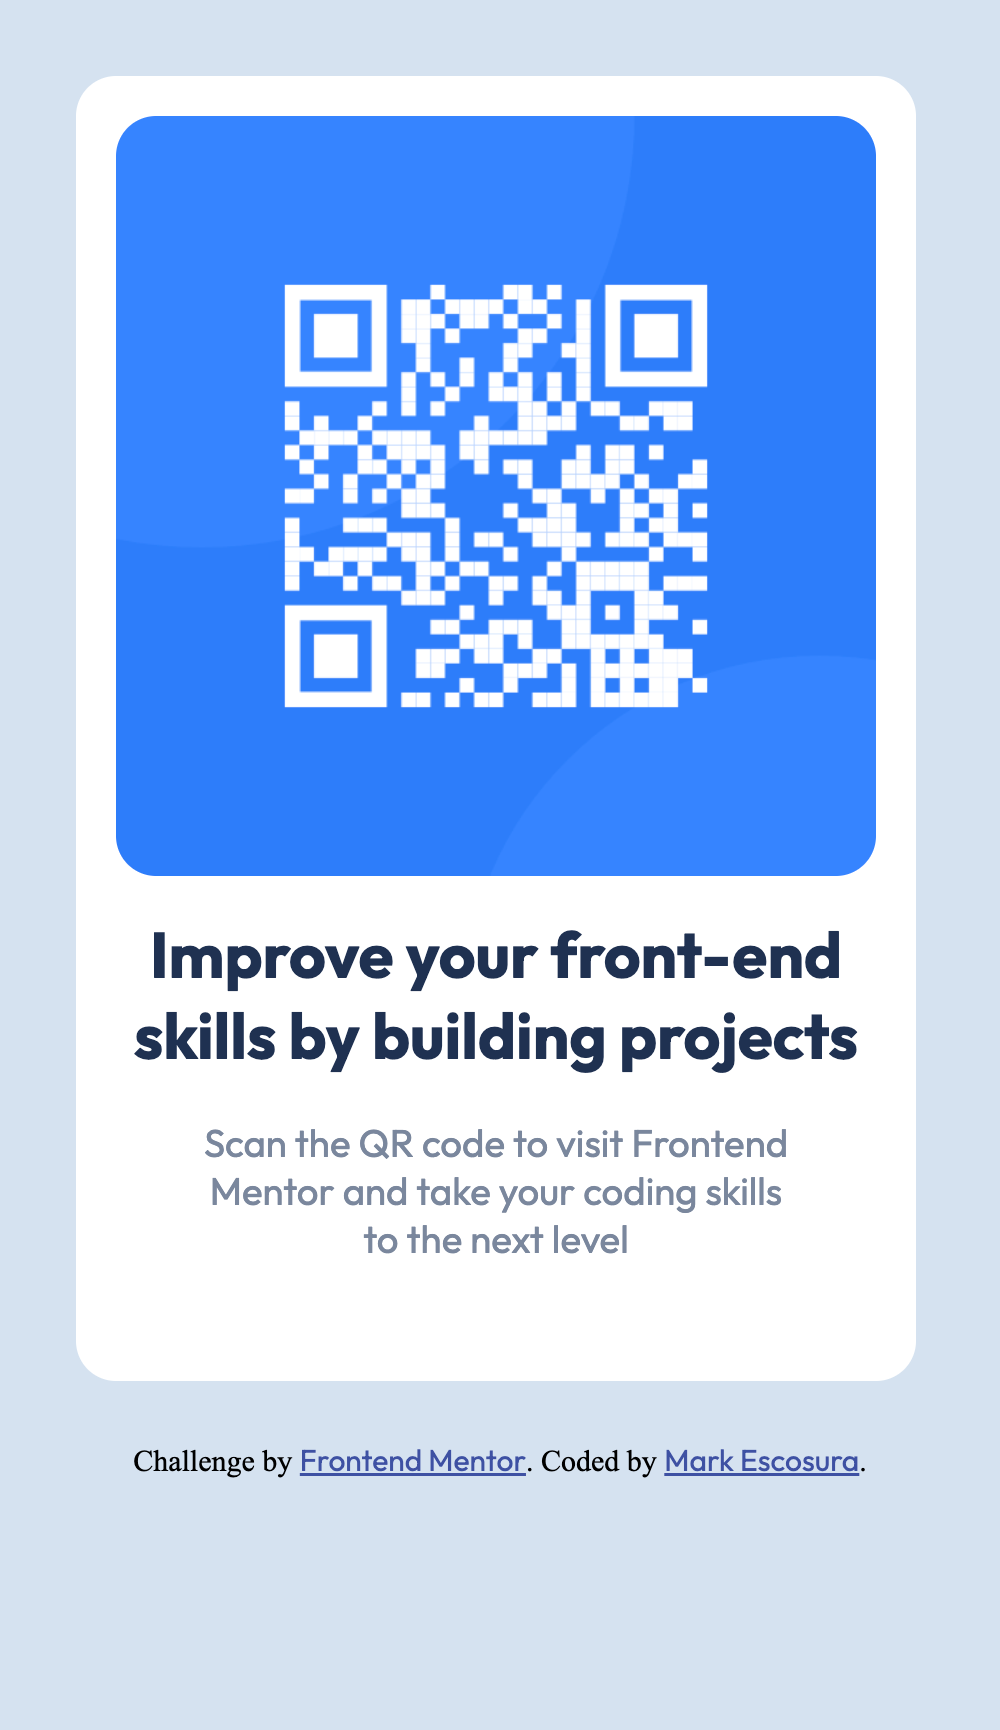 Improve your front-end
skills by building projects
Scan the QR code to visit Frontend
Mentor and take your coding skills
to the next level
Challenge by Frontend Mentor. Coded by Mark Escosura.